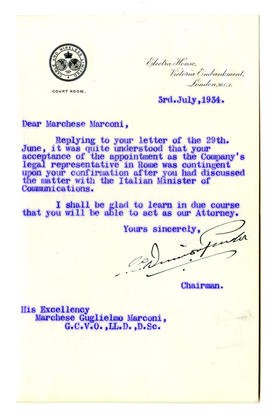 COURT ROOM.
Electra House,
Victoria Embankment,
London, W.C.2.
3rd.July,1934.
Dear Marchese Marconi,
Replying to your letter of the 29th.
June, it was quite understood that your
acceptance of the appointment as the Company's
legal representative in Rome was contingent
upon your confirmation after you had discussed
the matter with the Italian Minister of
Communications.
I shall be glad to learn in due course
that you will be able to act as our Attorney.
Yours sincerely,
Chairman.
His Excellency
Marchese Guglielmo Marconi,
G.C.V.O.,LL.D.,D.Sc.